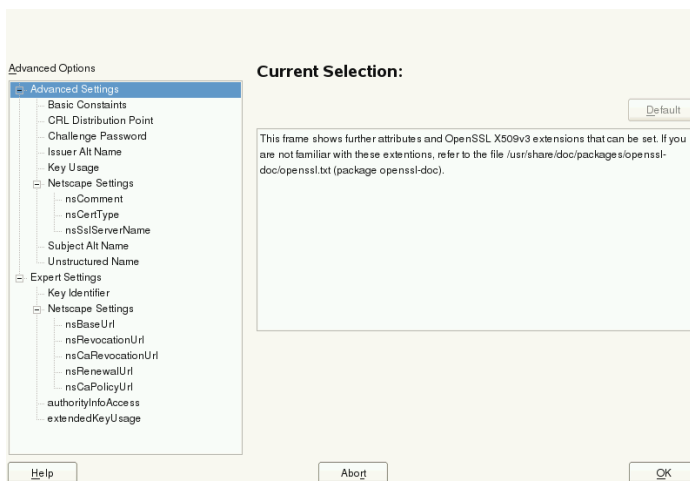 Advanced Options
Advanced Settings
Basic Constaints
CRL Distribution Point
Challenge Password
Issuer Alt Name
Key Usage
Netscape Settings
nsComment
nsCertType
nsSslServerName
Subject Alt Name
Unstructured Name
Expert Settings
Key Identifier
Netscape Settings
nsBaseUrl
nsRevocationUrl
nsCaRevocationUrl
nsRenewalUrl
nsCaPolicyUrl
authorityInfoAccess
extendedKeyUsage
Current Selection:
Default
This frame shows further attributes and OpenSSL X509v3 extensions that can be set. If you
are not familiar with these extentions, refer to the file /usr/share/doc/packages/openssl-
doc/openssl.txt (package openssl-doc).
Help
Abort
OK